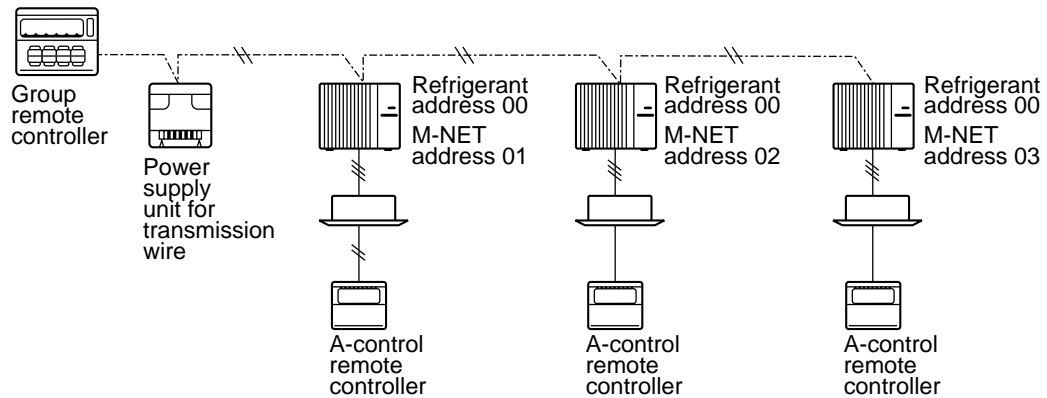 Group
remote
controller
Power
supply
unit for
transmission
wire
Refrigerant
address 00
M-NET
address 01
Refrigerant
address 00
M-NET
address 02
Refrigerant
address 00
M-NET
address 03
A-control
remote
controller
A-control
remote
controller
A-control
remote
controller